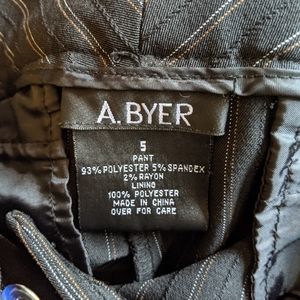 A.BYER
5
PANT
93% POLYESTER 5% SPANDEX
2% RAYON
LINING
100% POLYESTER
MADE IN CHINA
OVER FOR CARE